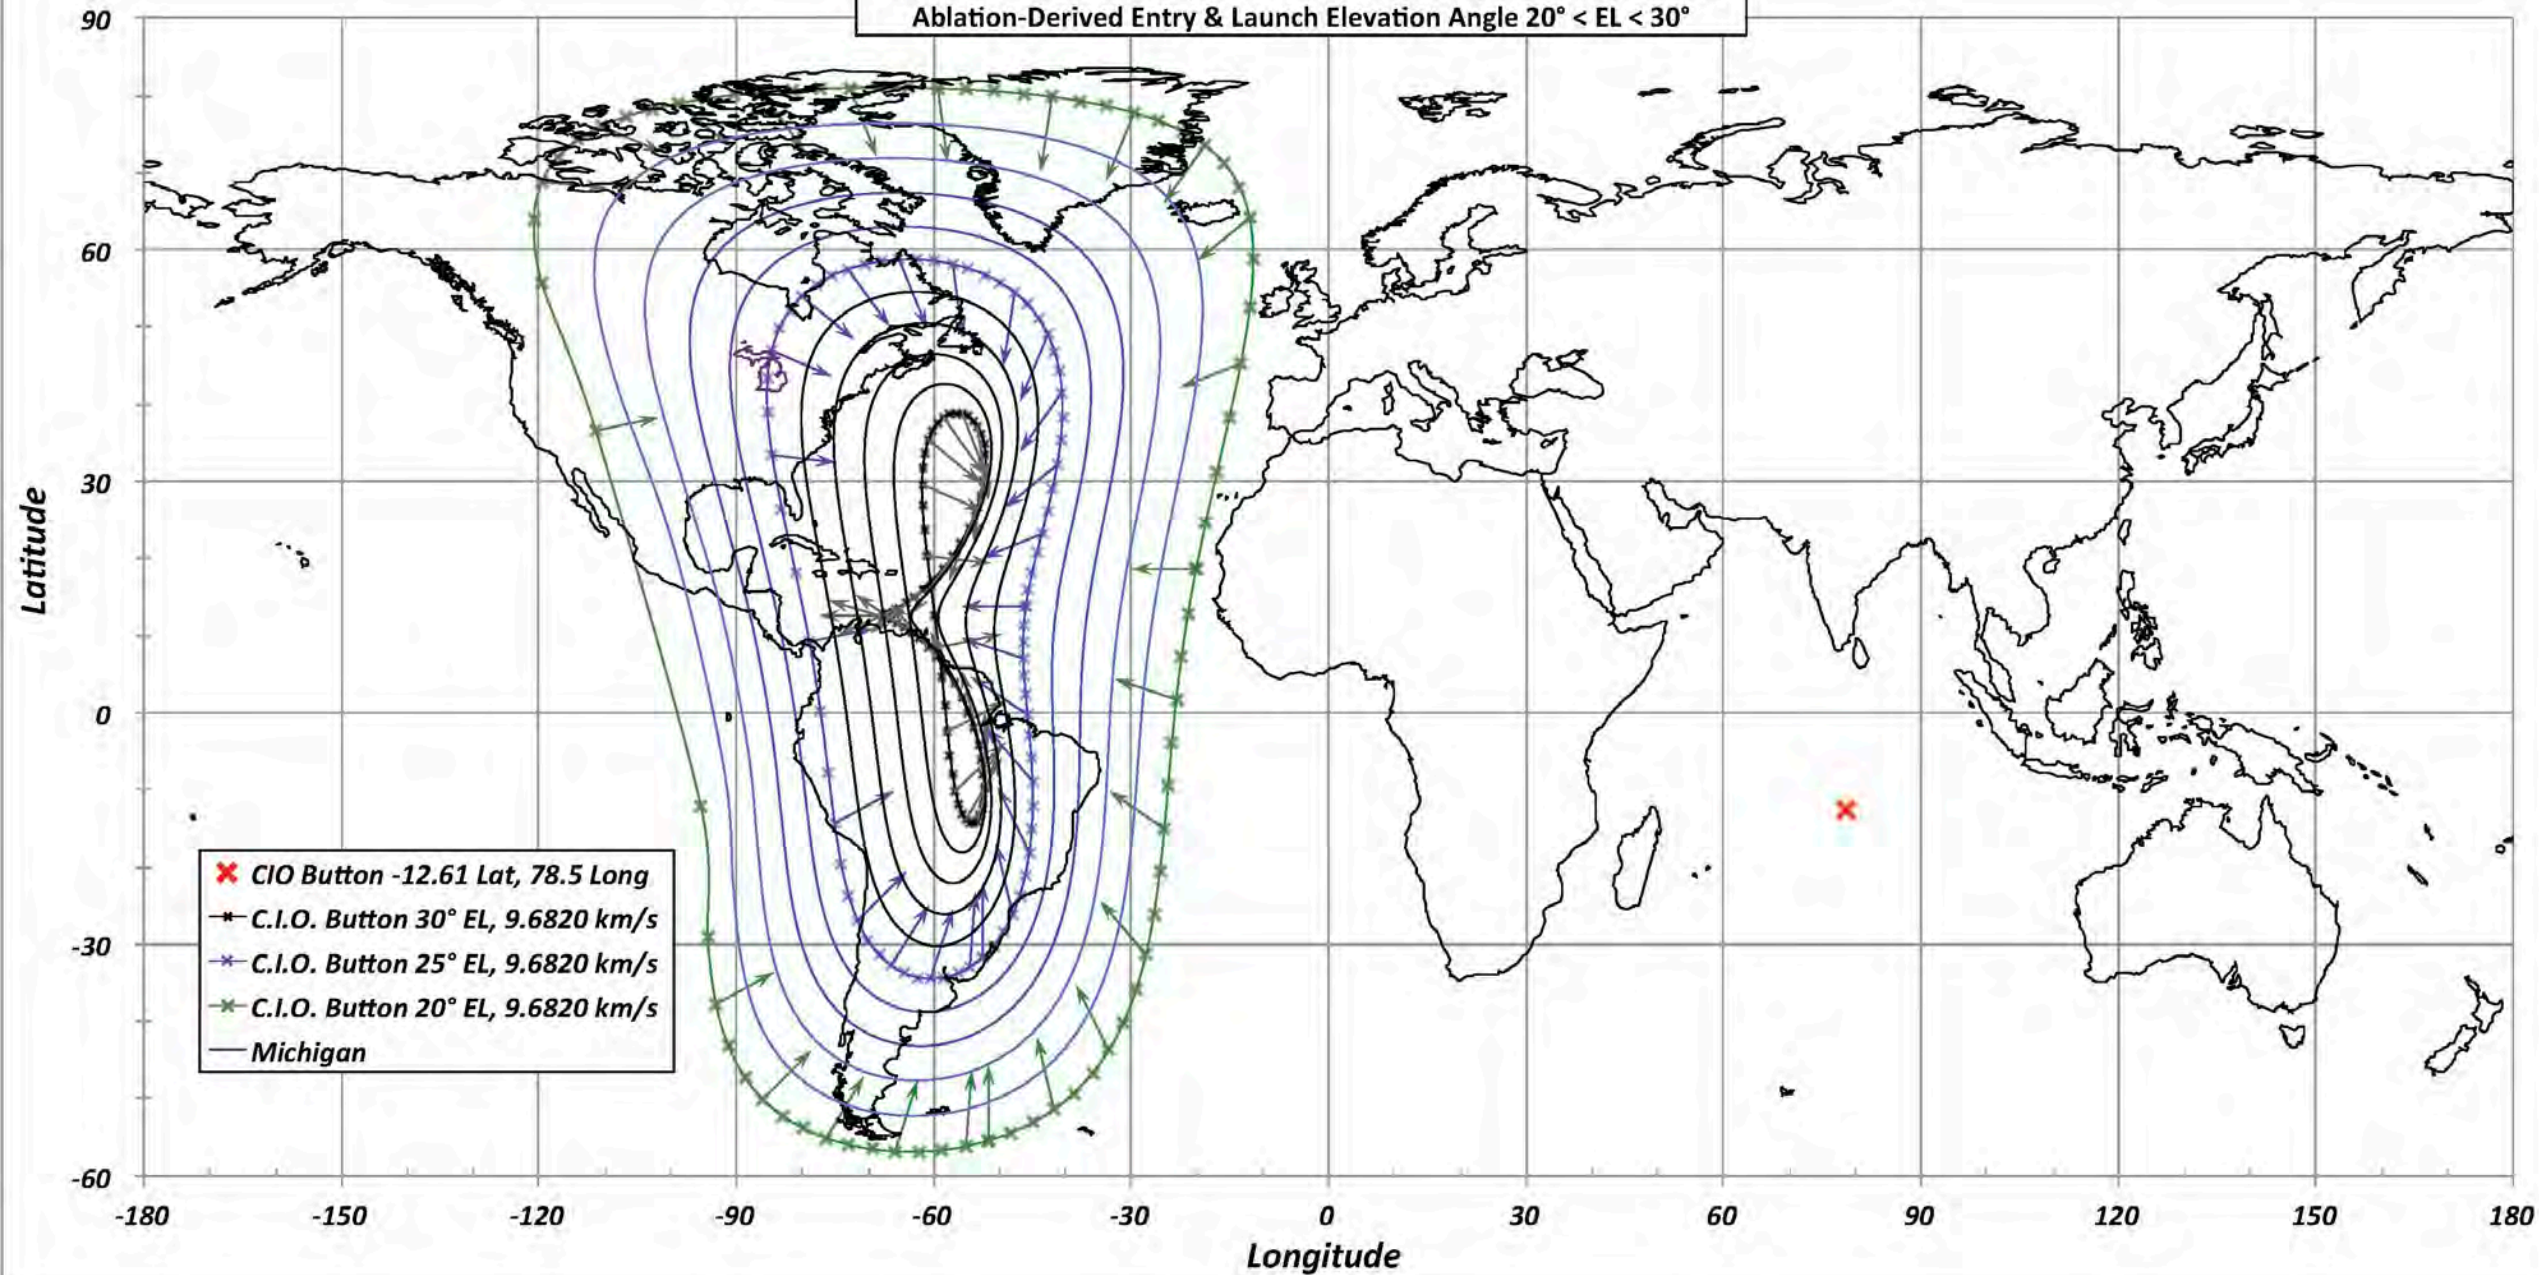 Ablation-Derived Entry & Launch Elevation Angle 20° < EL < 30°
90
60
30
0
-30
-60
Latitude
CIO Button -12.61 Lat, 78.5 Long
C.I.O. Button 30° EL, 9.6820 km/s
C.I.O. Button 25° EL, 9.6820 km/s
C.I.O. Button 20° EL, 9.6820 km/s
Michigan
-180 -150 -120 -90 -60 -30 0 30 60 90 120 150 180
Longitude